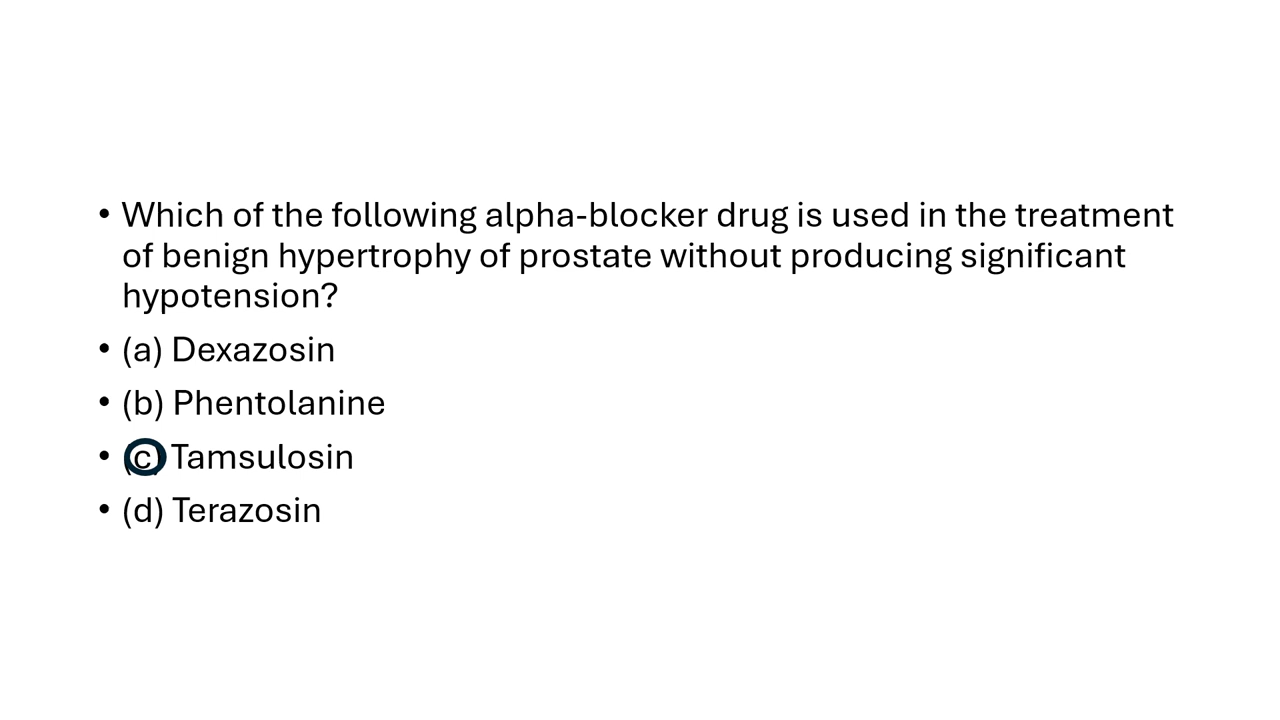 • Which of the following alpha-blocker drug is used in the treatment
of benign hypertrophy of prostate without producing significant
hypotension?
• (a) Dexazosin
• (b) Phentolanine
• (c) Tamsulosin
• (d) Terazosin